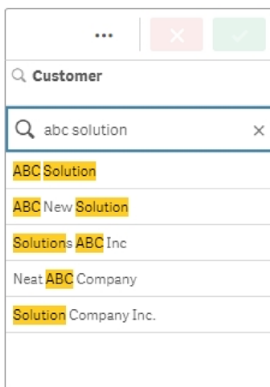 Customer
abc solution
ABC Solution
ABC New Solution
Solutions ABC Inc
Neat ABC Company
Solution Company Inc.